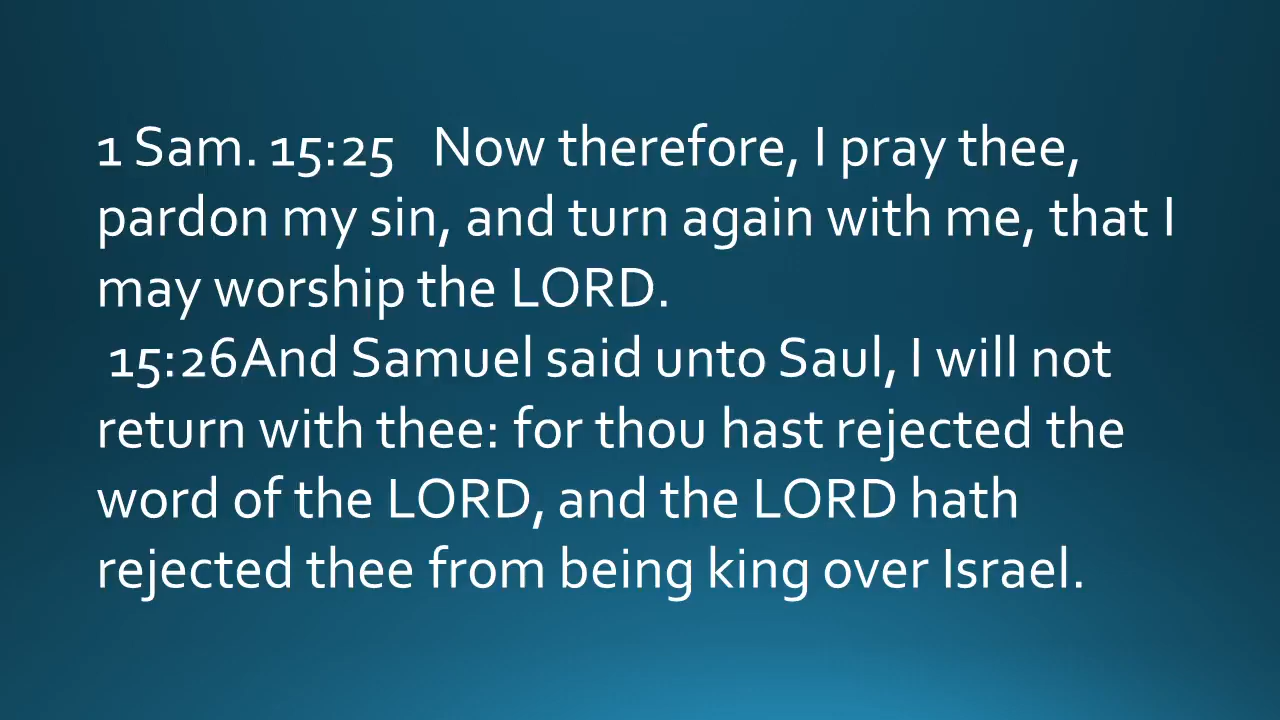 1 Sam. 15:25   Now therefore, I pray thee,
pardon my sin, and turn again with me, that I
may worship the LORD.
15:26And Samuel said unto Saul, I will not
return with thee: for thou hast rejected the
word of the LORD, and the LORD hath
rejected thee from being king over Israel.